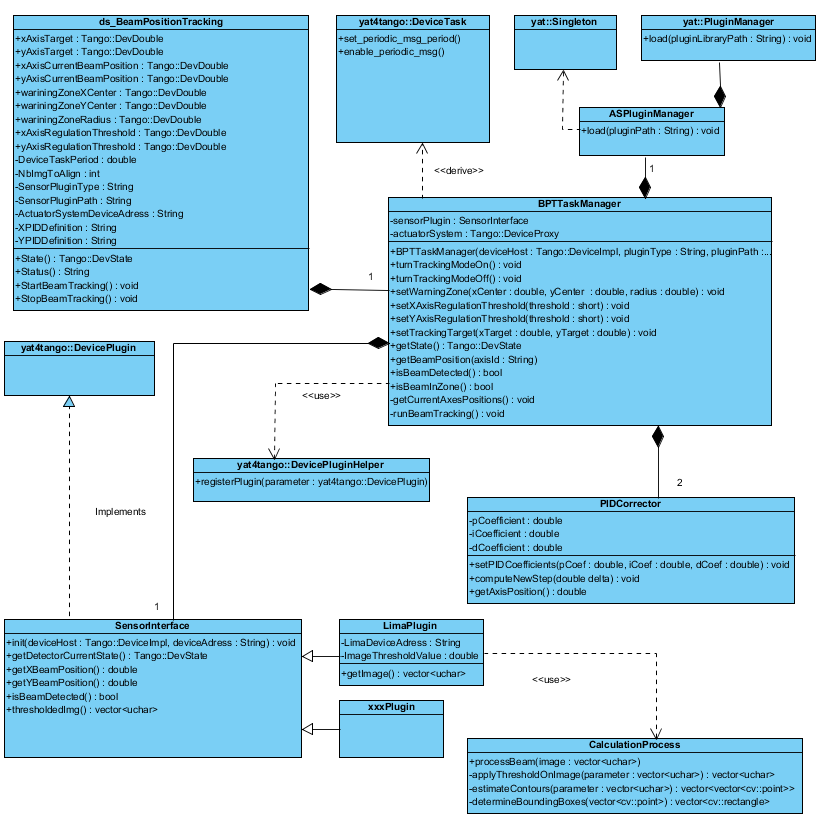 ds_BeamPositionTracking
+xAxisTarget : Tango::DevDouble
+yAxisTarget : Tango::DevDouble
+xAxisCurrentBeamPosition : Tango::DevDouble
+yAxisCurrentBeamPosition : Tango::DevDouble
+wariningZoneXCenter : Tango::DevDouble
+wariningZoneYCenter : Tango::DevDouble
+wariningZoneRadius : Tango::DevDouble
+xAxisRegulationThreshold : Tango::DevDouble
+yAxisRegulationThreshold : Tango::DevDouble
-DeviceTaskPeriod : double
-NbImgToAlign : int
-SensorPluginType : String
-SensorPluginPath : String
-ActuatorSystemDeviceAdress : String
-XPIDDefinition : String
-YPIDDefinition : String
+State() : Tango::DevState
+Status() : String
+StartBeamTracking() : void
+StopBeamTracking() : void
yat4tango::DeviceTask
+set_periodic_msg_period()
+enable_periodic_msg()
yat::Singleton
yat::PluginManager
+load(pluginLibraryPath : String) : void
ASPluginManager
+load(pluginPath : String) : void
1
<<derive>>
BPTTaskManager
-sensorPlugin : SensorInterface
-actuatorSystem : Tango::DeviceProxy
+BPTTaskManager(deviceHost : Tango::DeviceImpl, pluginType : String, pluginPath :...
+turnTrackingModeOn() : void
+turnTrackingModeOff() : void
+setWarningZone(xCenter : double, yCenter : double, radius : double) : void
+setXAxisRegulationThreshold(threshold : short) : void
+setYAxisRegulationThreshold(threshold : short) : void
+setTrackingTarget(xTarget : double, yTarget : double) : void
+getState() : Tango::DevState
+getBeamPosition(axisId : String)
+isBeamDetected() : bool
+isBeamInZone() : bool
-getCurrentAxesPositions() : void
-runBeamTracking() : void
1
yat4tango::DevicePlugin
<<use>>
yat4tango::DevicePluginHelper
+registerPlugin(parameter : yat4tango::DevicePlugin)
2
PIDCorrector
-pCoefficient : double
-iCoefficient : double
-dCoefficient : double
+setPIDCoefficients(pCoef : double, iCoef : double, dCoef : double) : void
+computeNewStep(double delta) : void
+getAxisPosition() : double
Implements
1
SensorInterface
+init(deviceHost : Tango::DeviceImpl, deviceAdress : String) : void
+getDetectorCurrentState() : Tango::DevState
+getXBeamPosition() : double
+getYBeamPosition() : double
+isBeamDetected() : bool
+thresholdedImg() : vector<uchar>
LimaPlugin
-LimaDeviceAdress : String
-ImageThresholdValue : double
+getImage() : vector<uchar>
<<use>>
xxxPlugin
CalculationProcess
+processBeam(image : vector<uchar>)
-applyThresholdOnImage(parameter : vector<uchar>) : vector<uchar>
-estimateContours(parameter : vector<uchar>) : vector<vector<cv::point>>
-determineBoundingBoxes(vector<cv::point>) : vector<cv::rectangle>